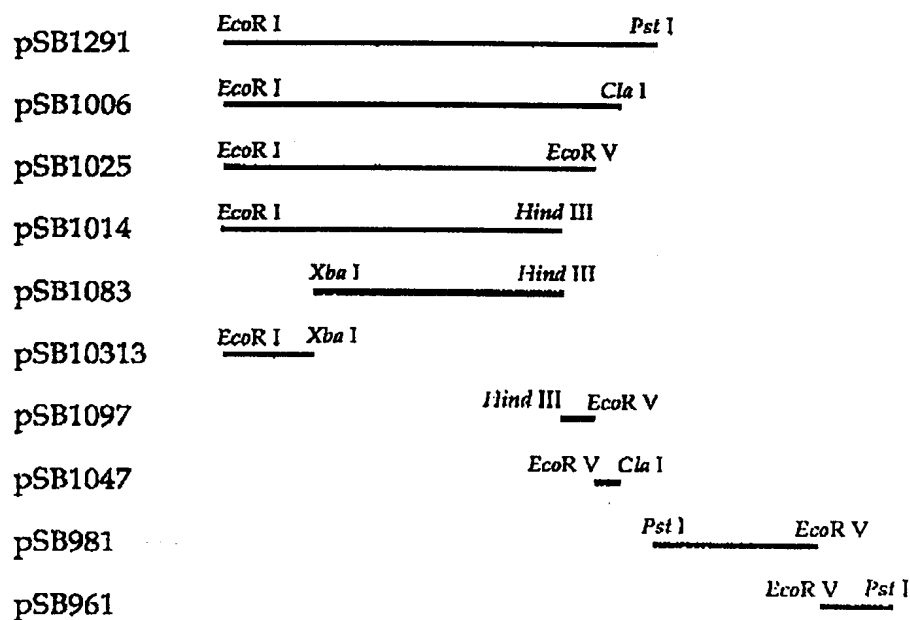 pSB1291 EcoR I Pst I
pSB1006 EcoR I Cla I
pSB1025 EcoR I EcoR V
pSB1014 EcoR I Hind III
pSB1083 Xba I Hind III
pSB10313 EcoR I Xba I
pSB1097 Hind III EcoR V
pSB1047 EcoR V Cla I
pSB981 Pst I EcoR V
pSB961 EcoR V Pst I